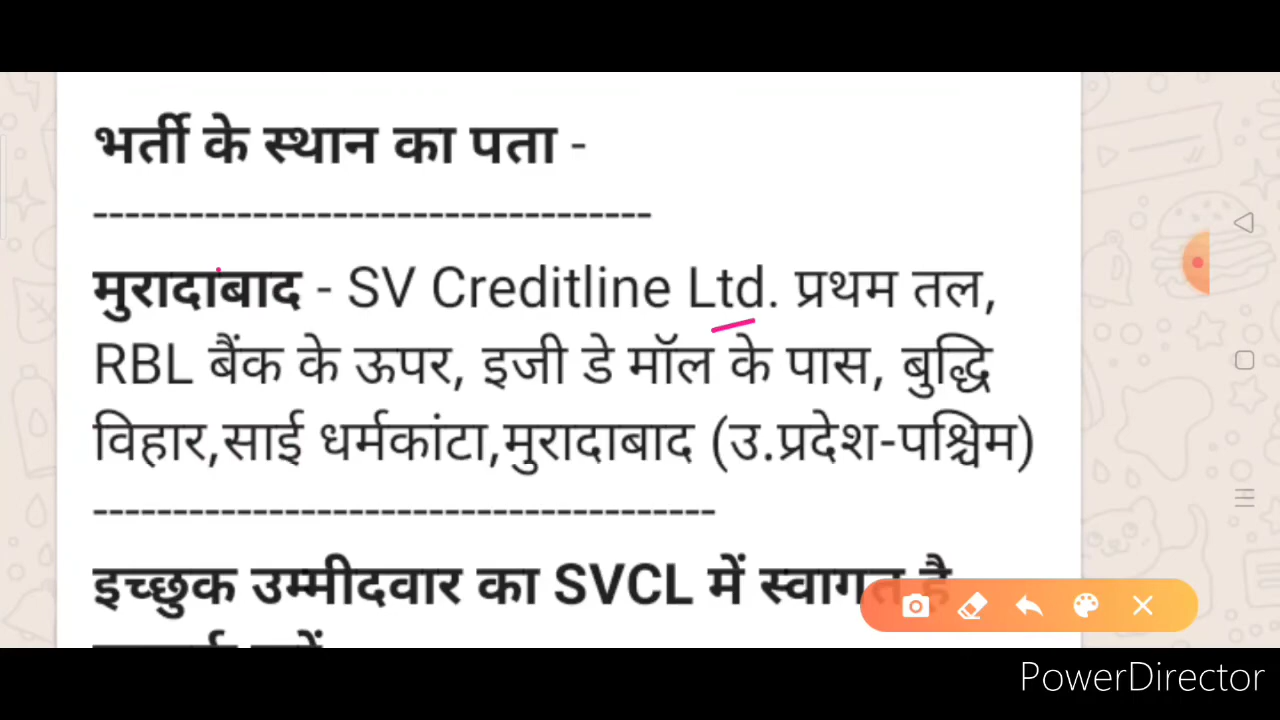 भर्ती के स्थान का पता -
-----------------------------------
मुरादाबाद - SV Creditline Ltd. प्रथम तल,
RBL बैंक के ऊपर, इजी डे मॉल के पास, बुद्धि
विहार,साई धर्मकांटा,मुरादाबाद (उ.प्रदेश-पश्चिम)
---------------------------------------
इच्छुक उम्मीदवार का SVCL में स्वागत है
PowerDirector